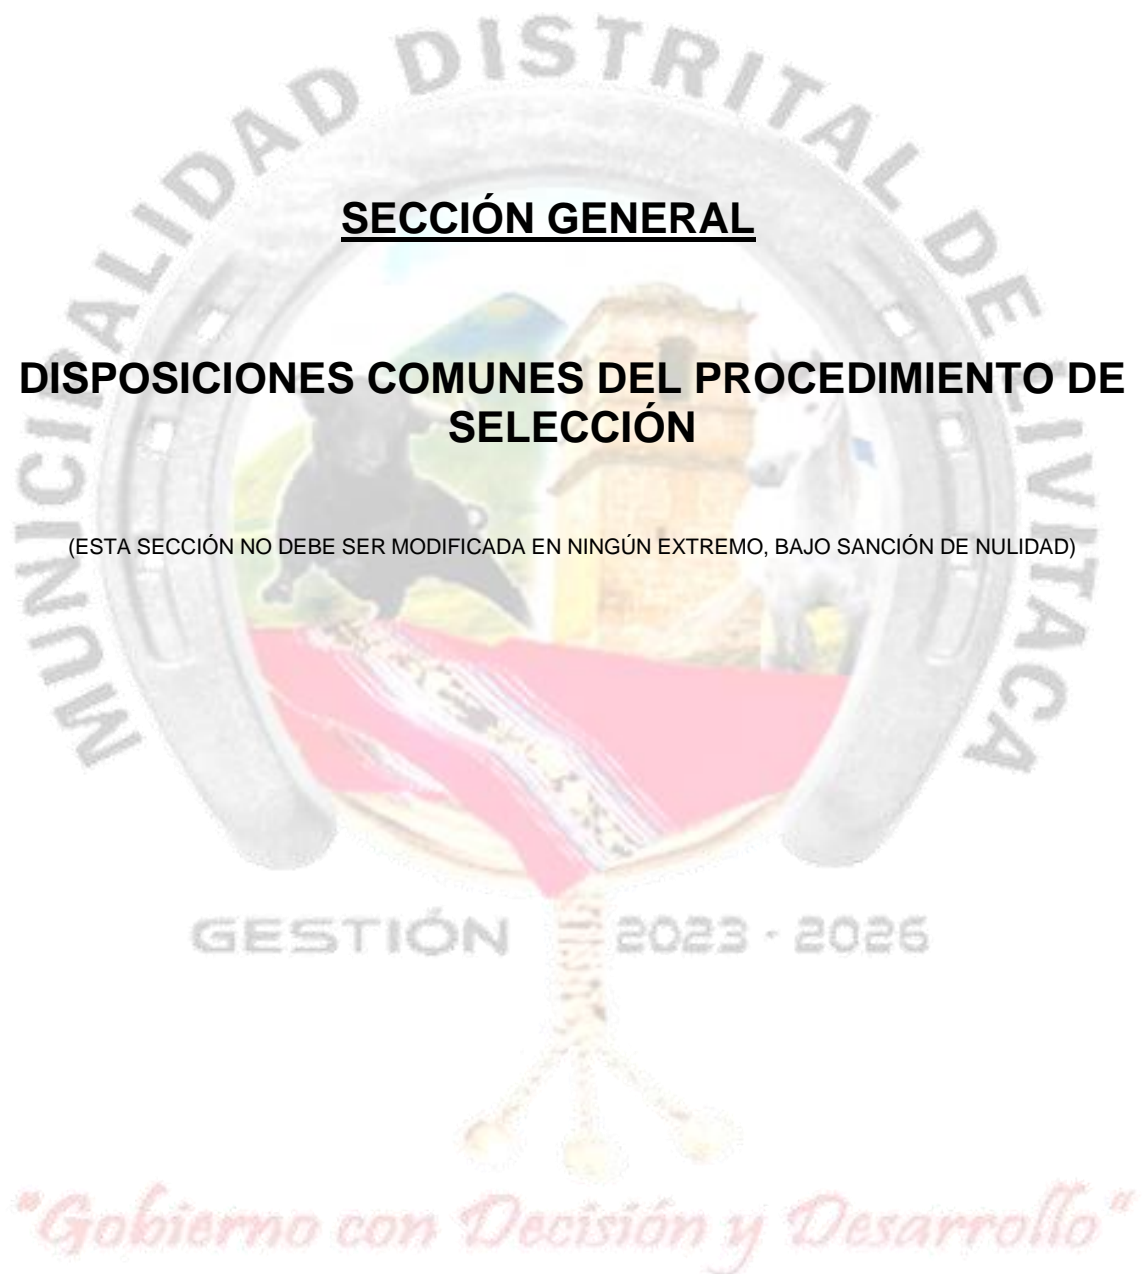 MUNICIPALIDAD DISTRITAL DE LIVITACA
SECCIÓN GENERAL
DISPOSICIONES COMUNES DEL PROCEDIMIENTO DE
SELECCIÓN
(ESTA SECCIÓN NO DEBE SER MODIFICADA EN NINGÚN EXTREMO, BAJO SANCIÓN DE NULIDAD)
GESTIÓN 2023 - 2026
"Gobierno con Decisión y Desarrollo"